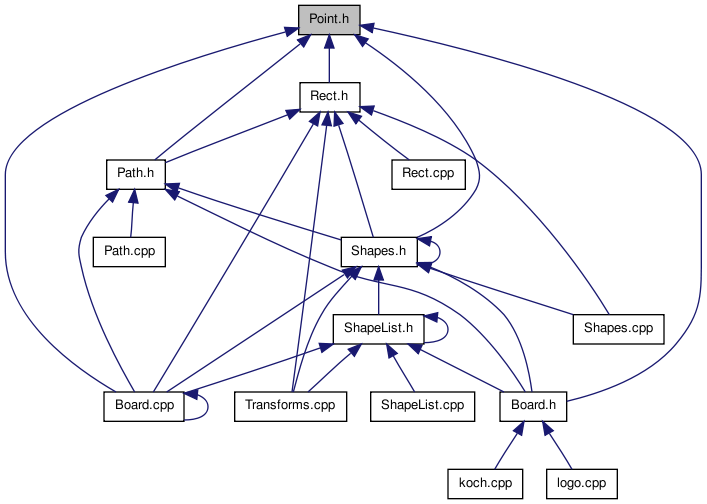 Point.h
Rect.h
Path.h
Rect.cpp
Path.cpp
Shapes.h
ShapeList.h
Shapes.cpp
Board.cpp
Transforms.cpp
ShapeList.cpp
Board.h
koch.cpp
logo.cpp